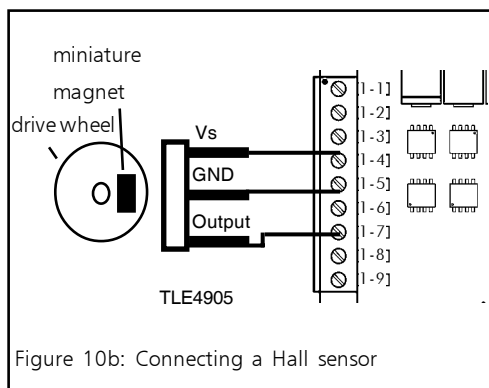 miniature
magnet
drive wheel
Vs
GND
Output
TLE4905
[1-1]
[1-2]
[1-3]
[1-4]
[1-5]
[1-6]
[1-7]
[1-8]
[1-9]
Figure 10b: Connecting a Hall sensor